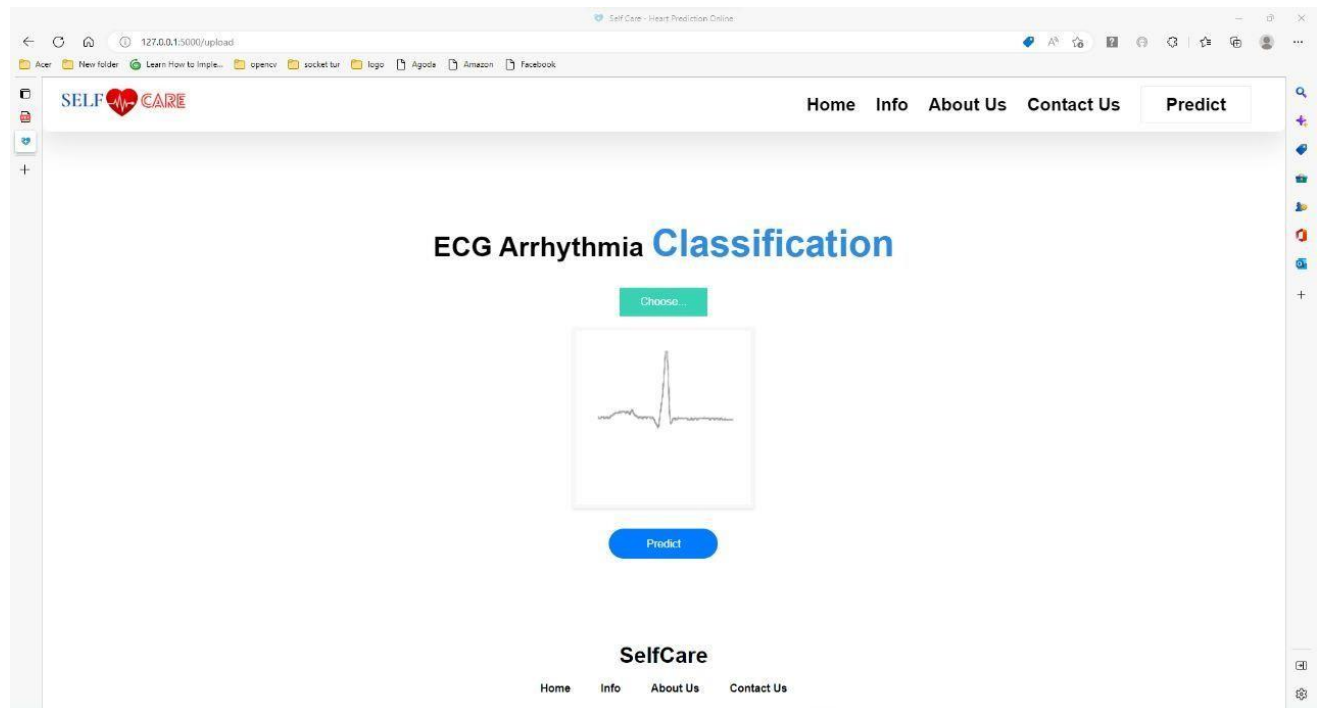 Self Care - Heart Prediction Online
127.0.0.1:5000/upload
Acer New folder Learn How to Imple... opencv socket tur logo Agoda Amazon Facebook
SELF CARE Home Info About Us Contact Us Predict
ECG Arrhythmia Classification
Choose...
Predict
SelfCare
Home Info About Us Contact Us